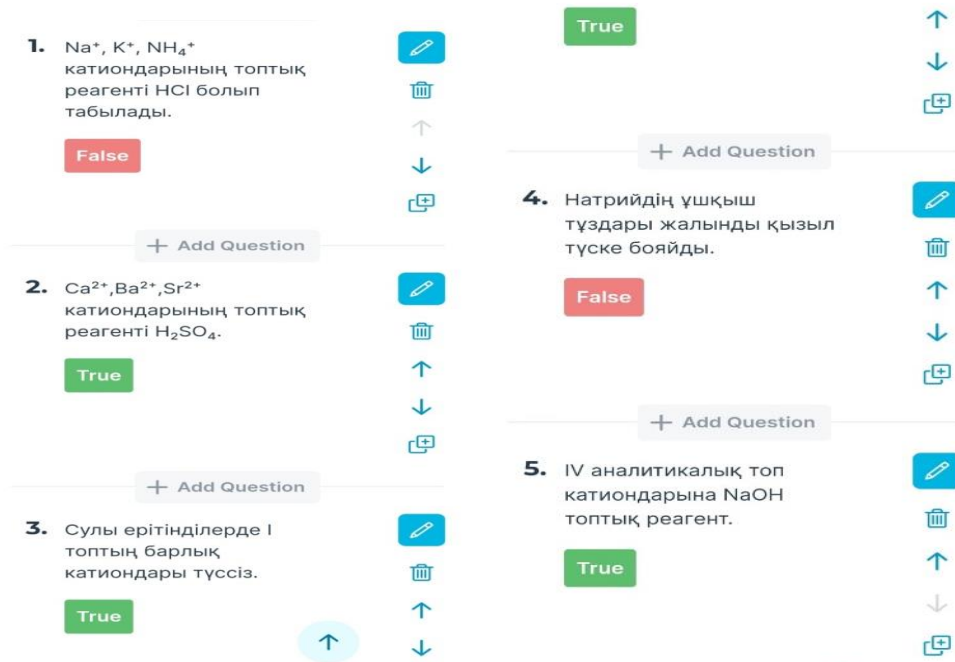 1. Na⁺, K⁺, NH₄⁺
катиондарының топтық
реагенті HCl болып
табылады.
False
+ Add Question
2. Ca²⁺,Ba²⁺,Sr²⁺
катиондарының топтық
реагенті H₂SO₄.
True
+ Add Question
3. Сулы ерітінділерде I
топтың барлық
катиондары түссіз.
True
True
+ Add Question
4. Натрийдің ұшқыш
тұздары жалынды қызыл
түске бояйды.
False
+ Add Question
5. IV аналитикалық топ
катиондарына NaOH
топтық реагент.
True